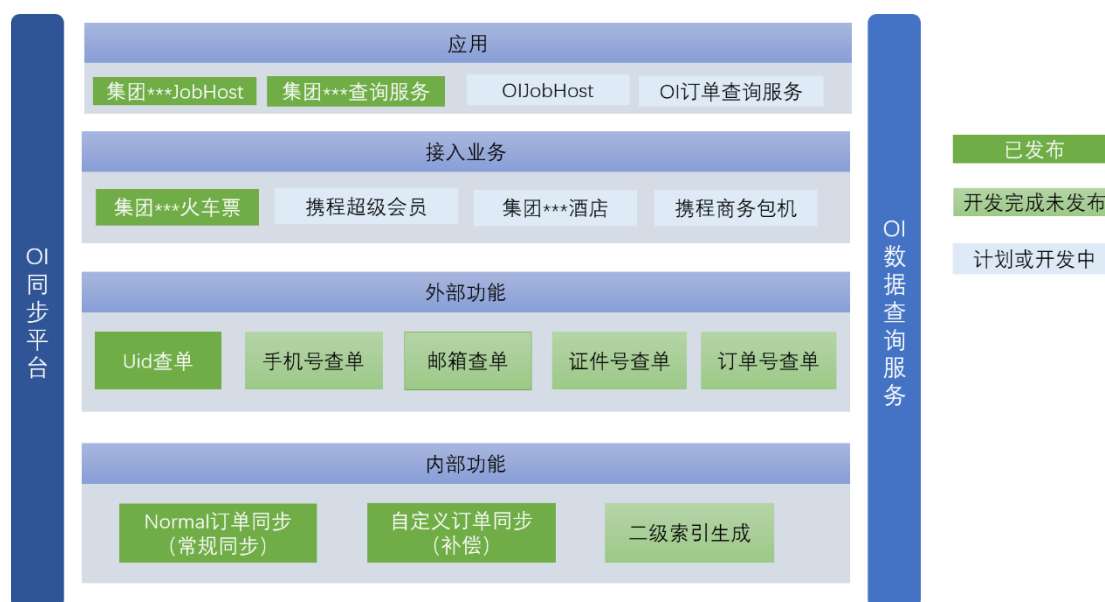 OI同步平台
应用
集团***JobHost
集团***查询服务
OIJobHost
OI订单查询服务
接入业务
集团***火车票
携程超级会员
集团***酒店
携程商务包机
外部功能
Uid查单
手机号查单
邮箱查单
证件号查单
订单号查单
内部功能
Normal订单同步
（常规同步）
自定义订单同步
（补偿）
二级索引生成
OI数据查询服务
已发布
开发完成未发布
计划或开发中